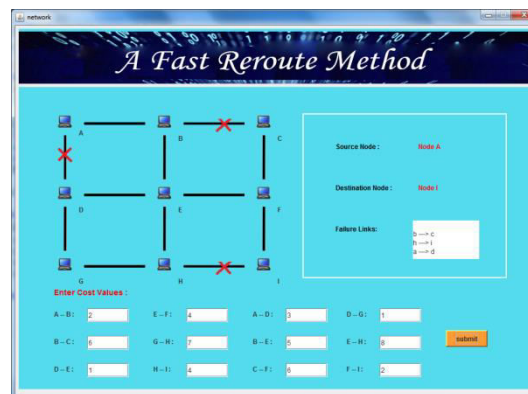 network
A Fast Reroute Method
A
B
C
D
E
F
G
H
I
Source Node : Node A
Destination Node : Node I
Failure Links:
b ---> c
h ---> i
a ---> d
Enter Cost Values :
A -- B : 2 E -- F : 4 A -- D : 3 D -- G : 1
B -- C : 6 G -- H : 7 B -- E : 5 E -- H : 8
D -- E : 1 H -- I : 4 C -- F : 6 F -- I : 2
submit